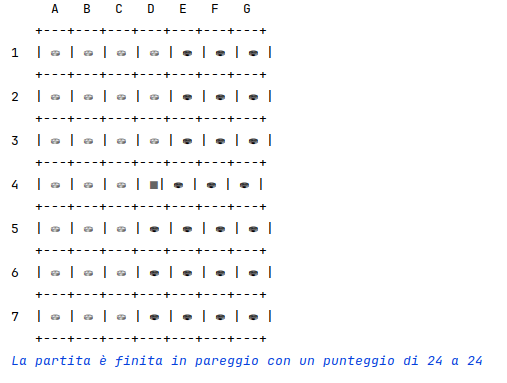 A B C D E F G
+---+---+---+---+---+---+---+
1 | ⛀ | ⛀ | ⛀ | ⛀ | ⛂ | ⛂ | ⛂ |
+---+---+---+---+---+---+---+
2 | ⛀ | ⛀ | ⛀ | ⛀ | ⛂ | ⛂ | ⛂ |
+---+---+---+---+---+---+---+
3 | ⛀ | ⛀ | ⛀ | ⛀ | ⛂ | ⛂ | ⛂ |
+---+---+---+---+---+---+---+
4 | ⛀ | ⛀ | ⛀ | ■| ⛂ | ⛂ | ⛂ |
+---+---+---+---+---+---+---+
5 | ⛀ | ⛀ | ⛀ | ⛂ | ⛂ | ⛂ | ⛂ |
+---+---+---+---+---+---+---+
6 | ⛀ | ⛀ | ⛀ | ⛂ | ⛂ | ⛂ | ⛂ |
+---+---+---+---+---+---+---+
7 | ⛀ | ⛀ | ⛀ | ⛂ | ⛂ | ⛂ | ⛂ |
+---+---+---+---+---+---+---+
La partita è finita in pareggio con un punteggio di 24 a 24